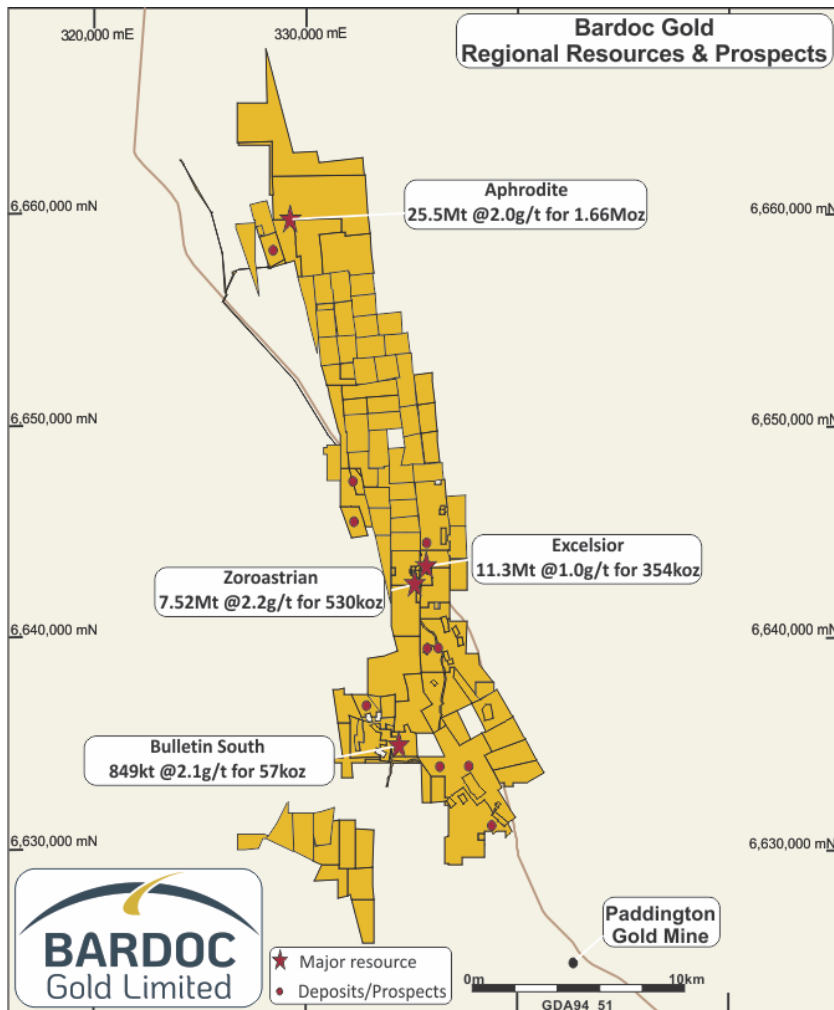 320,000 mE
330,000 mE
Bardoc Gold
Regional Resources & Prospects
6,660,000 mN
Aphrodite
25.5Mt @2.0g/t for 1.66Moz
6,660,000 mN
6,650,000 mN
6,650,000 mN
Excelsior
11.3Mt @1.0g/t for 354koz
Zoroastrian
7.52Mt @2.2g/t for 530koz
6,640,000 mN
6,640,000 mN
Bulletin South
849kt @2.1g/t for 57koz
6,630,000 mN
6,630,000 mN
BARDOC
Gold Limited
Major resource
Deposits/Prospects
Paddington
Gold Mine
0m
10km
GDA94_51